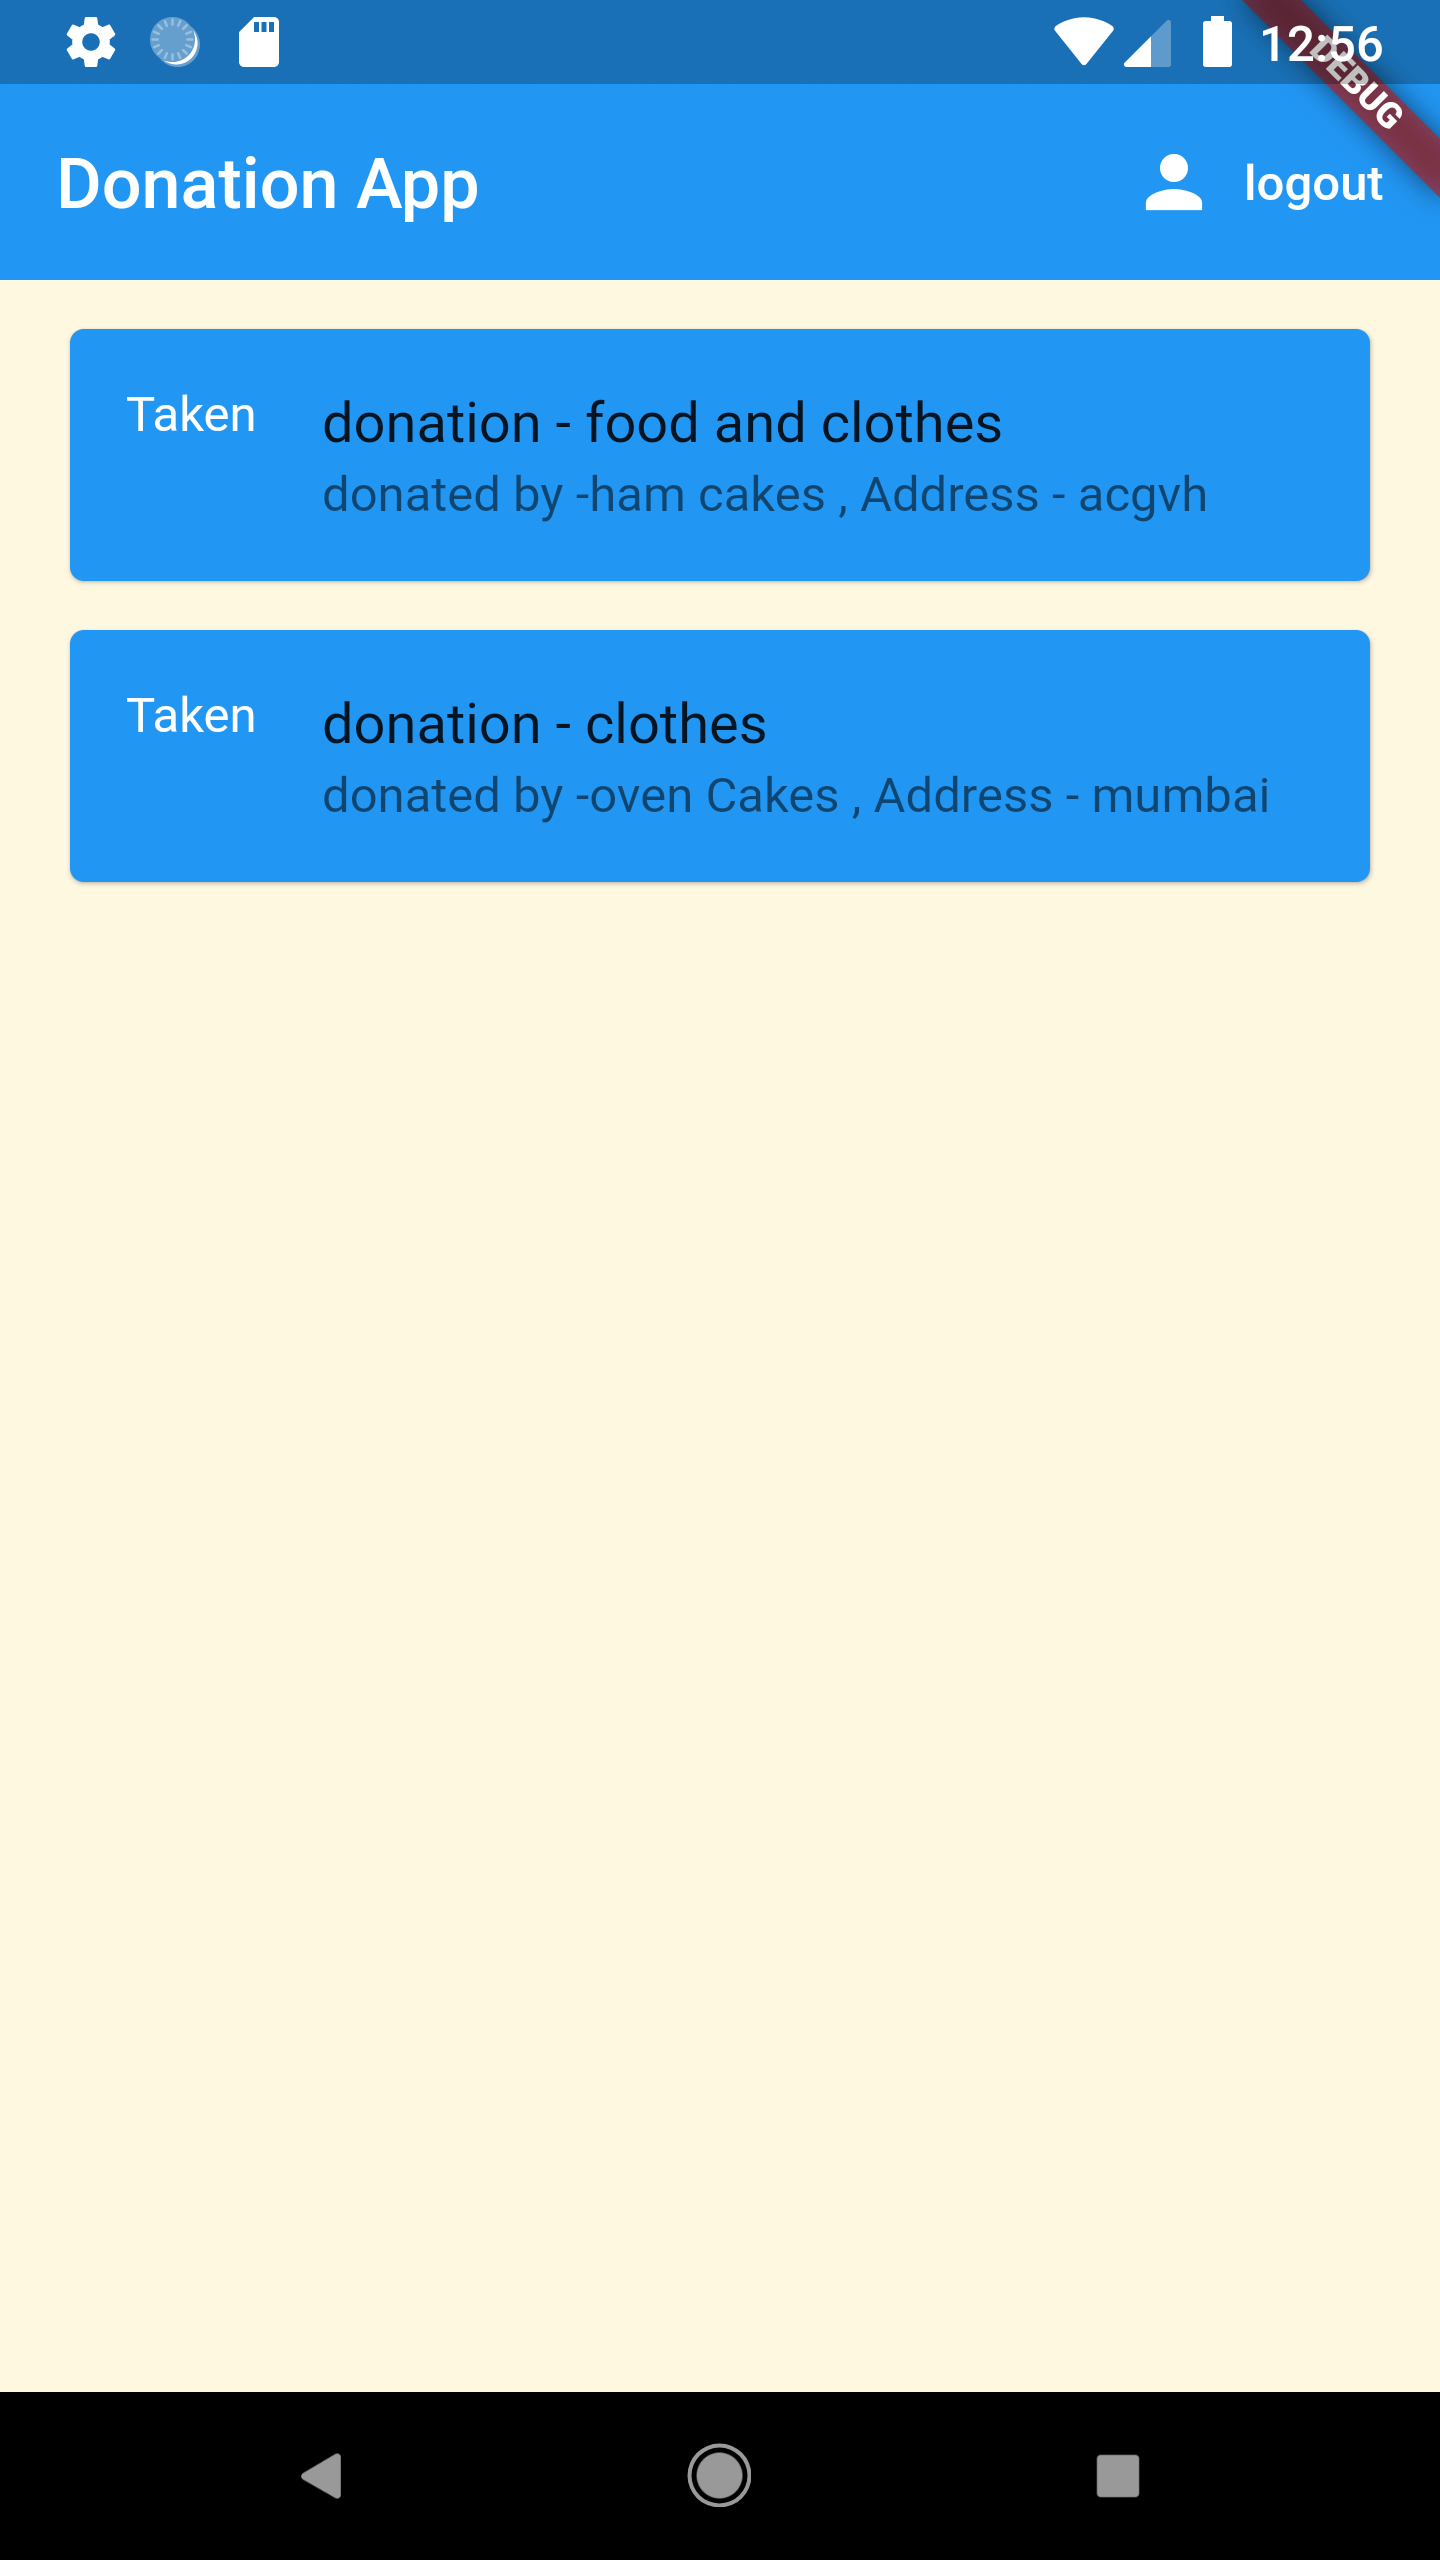 12:56
DEBUG
Donation App
logout
Taken
donation - food and clothes
donated by -ham cakes , Address - acgvh
Taken
donation - clothes
donated by -oven Cakes , Address - mumbai